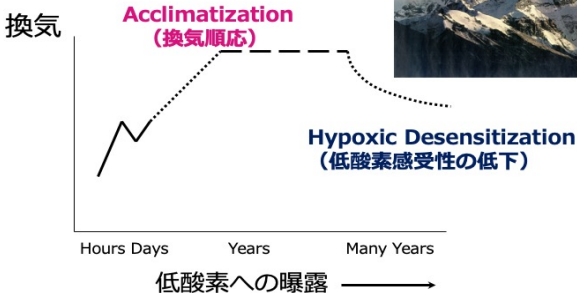 換気
Acclimatization
（換気順応）
Hypoxic Desensitization
（低酸素感受性の低下）
Hours Days Years Many Years
低酸素への曝露